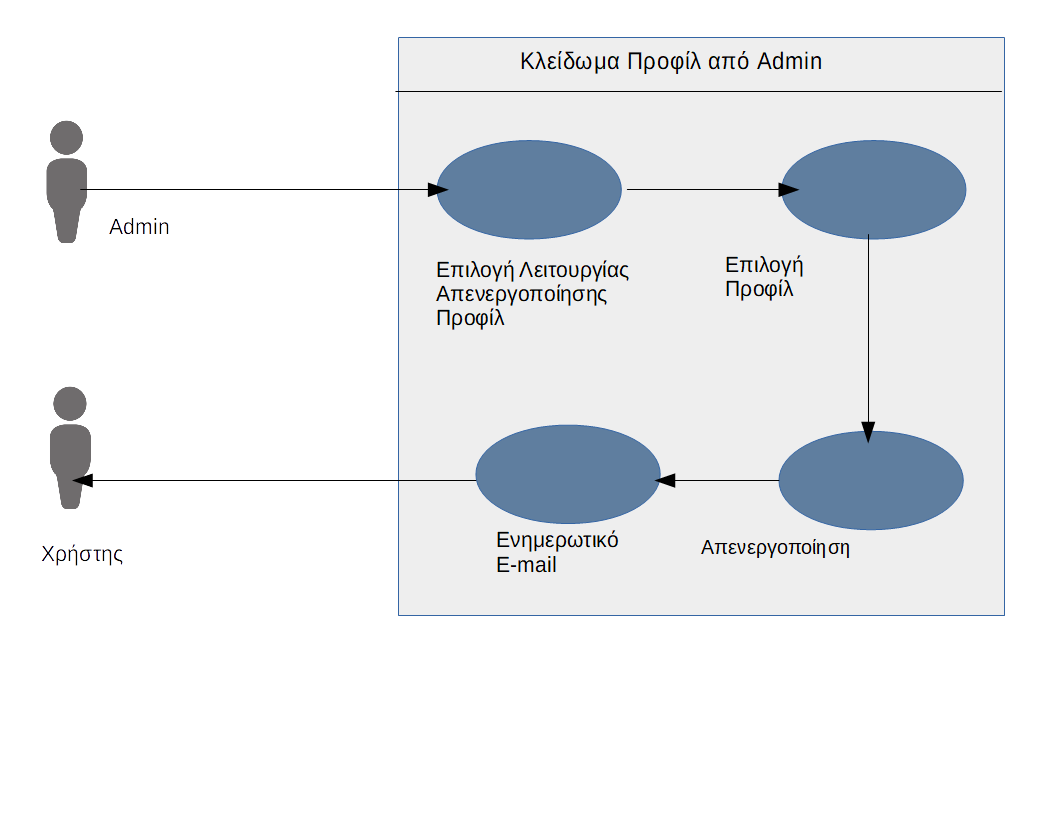 Κλείδωμα Προφίλ από Admin
Admin
Επιλογή Λειτουργίας
Απενεργοποίησης
Προφίλ
Επιλογή
Προφίλ
Χρήστης
Ενημερωτικό
E-mail
Απενεργοποίηση